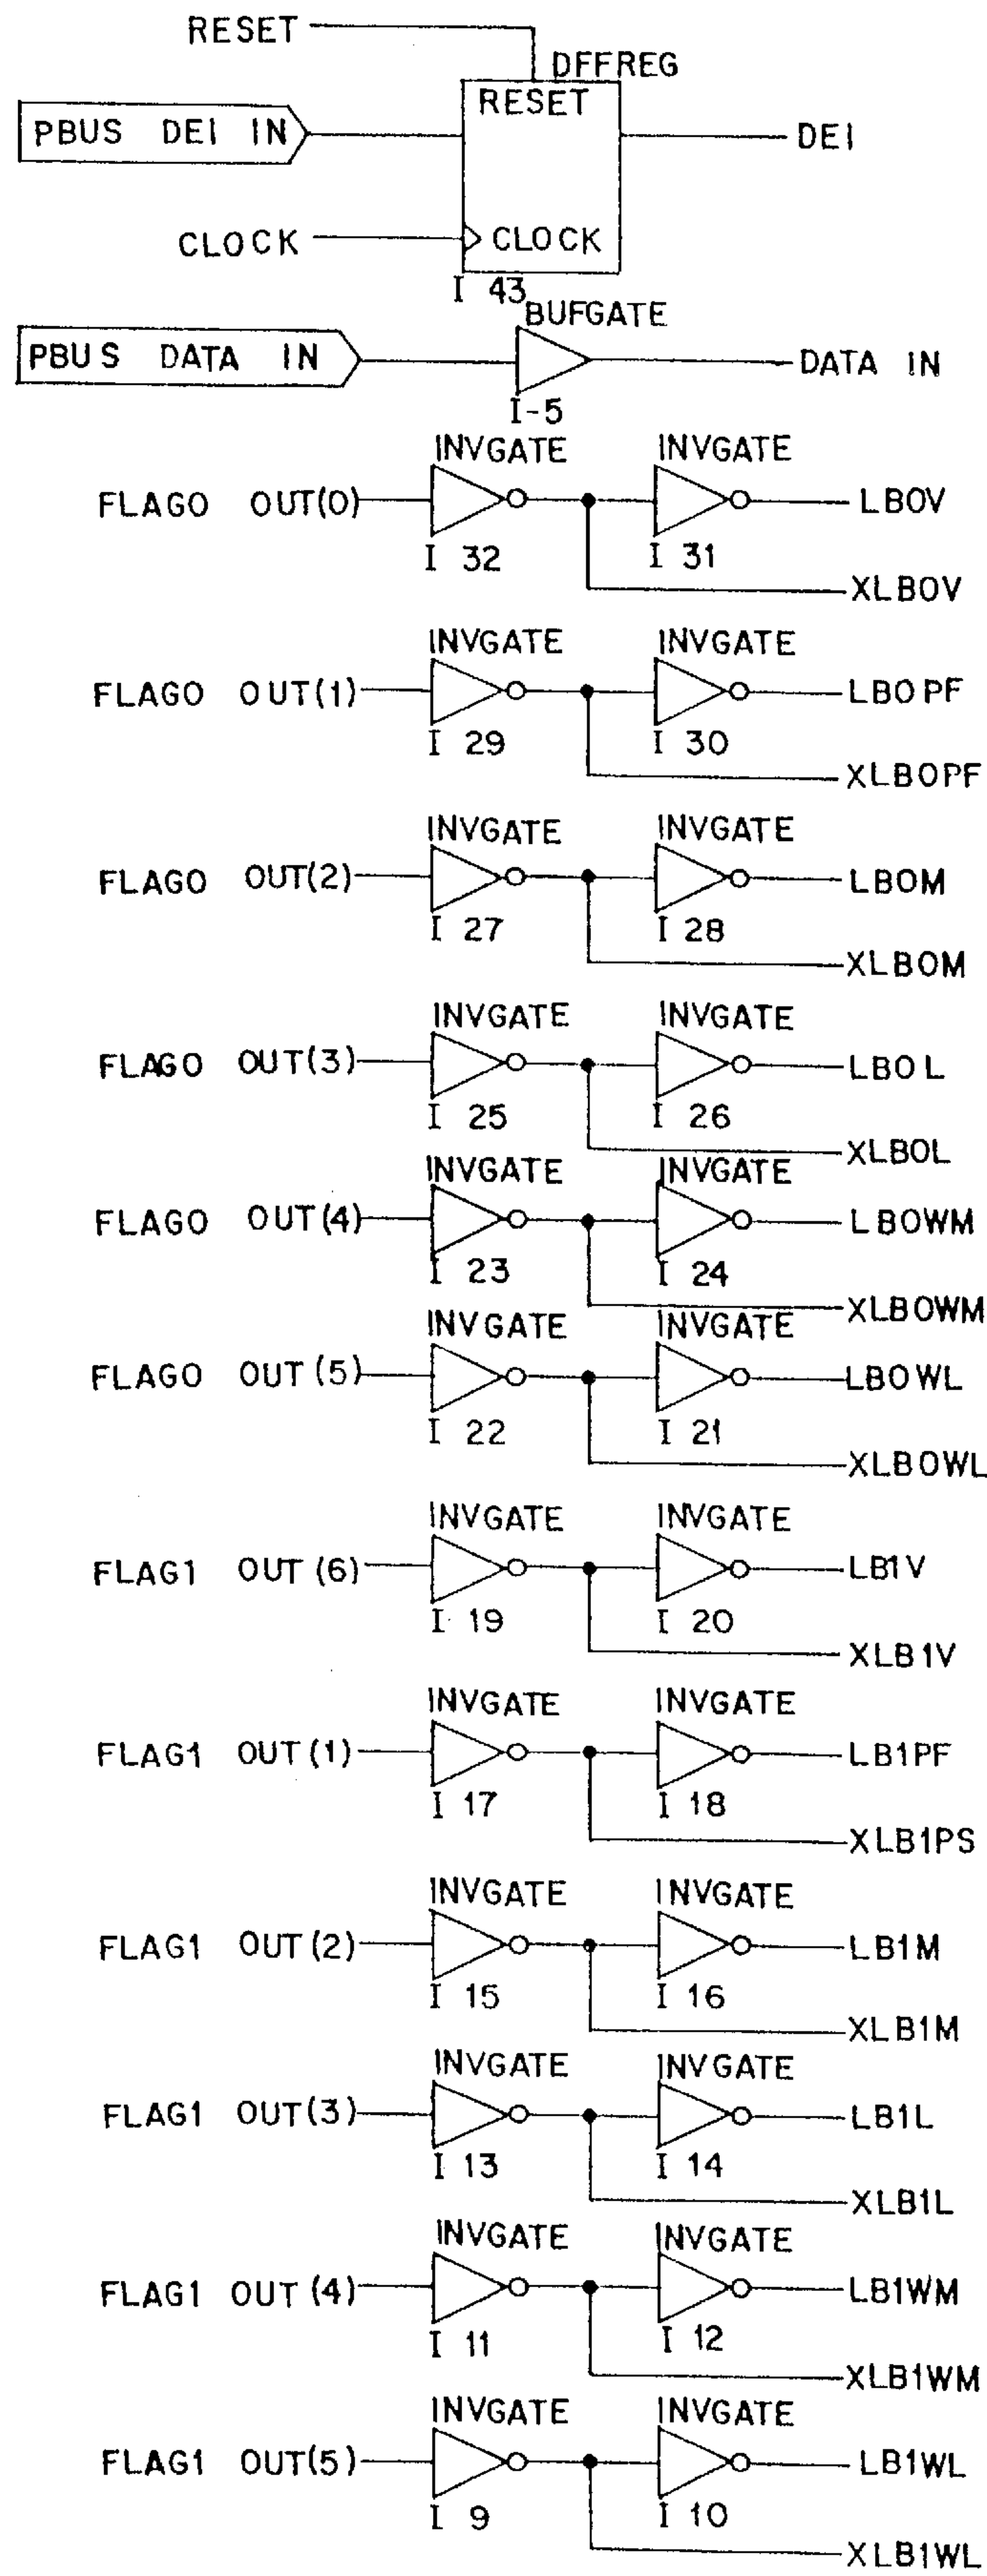 RESET
DFFREG
RESET
PBUS DEI IN
DEI
CLOCK
CLOCK
I 43
BUFGATE
PBUS DATA IN
DATA IN
I-5
INVGATE INVGATE
FLAG0 OUT(0)
LB0V
I 32 I 31
XLB0V
INVGATE INVGATE
FLAG0 OUT(1)
LB0PF
I 29 I 30
XLB0PF
INVGATE INVGATE
FLAG0 OUT(2)
LB0M
I 27 I 28
XLB0M
INVGATE INVGATE
FLAG0 OUT(3)
LB0L
I 25 I 26
XLB0L
INVGATE INVGATE
FLAG0 OUT(4)
LB0WM
I 23 I 24
XLB0WM
INVGATE INVGATE
FLAG0 OUT(5)
LB0WL
I 22 I 21
XLB0WL
INVGATE INVGATE
FLAG1 OUT(6)
LB1V
I 19 I 20
XLB1V
INVGATE INVGATE
FLAG1 OUT(1)
LB1PF
I 17 I 18
XLB1PS
INVGATE INVGATE
FLAG1 OUT(2)
LB1M
I 15 I 16
XLB1M
INVGATE INVGATE
FLAG1 OUT(3)
LB1L
I 13 I 14
XLB1L
INVGATE INVGATE
FLAG1 OUT(4)
LB1WM
I 11 I 12
XLB1WM
INVGATE INVGATE
FLAG1 OUT(5)
LB1WL
I 9 I 10
XLB1WL